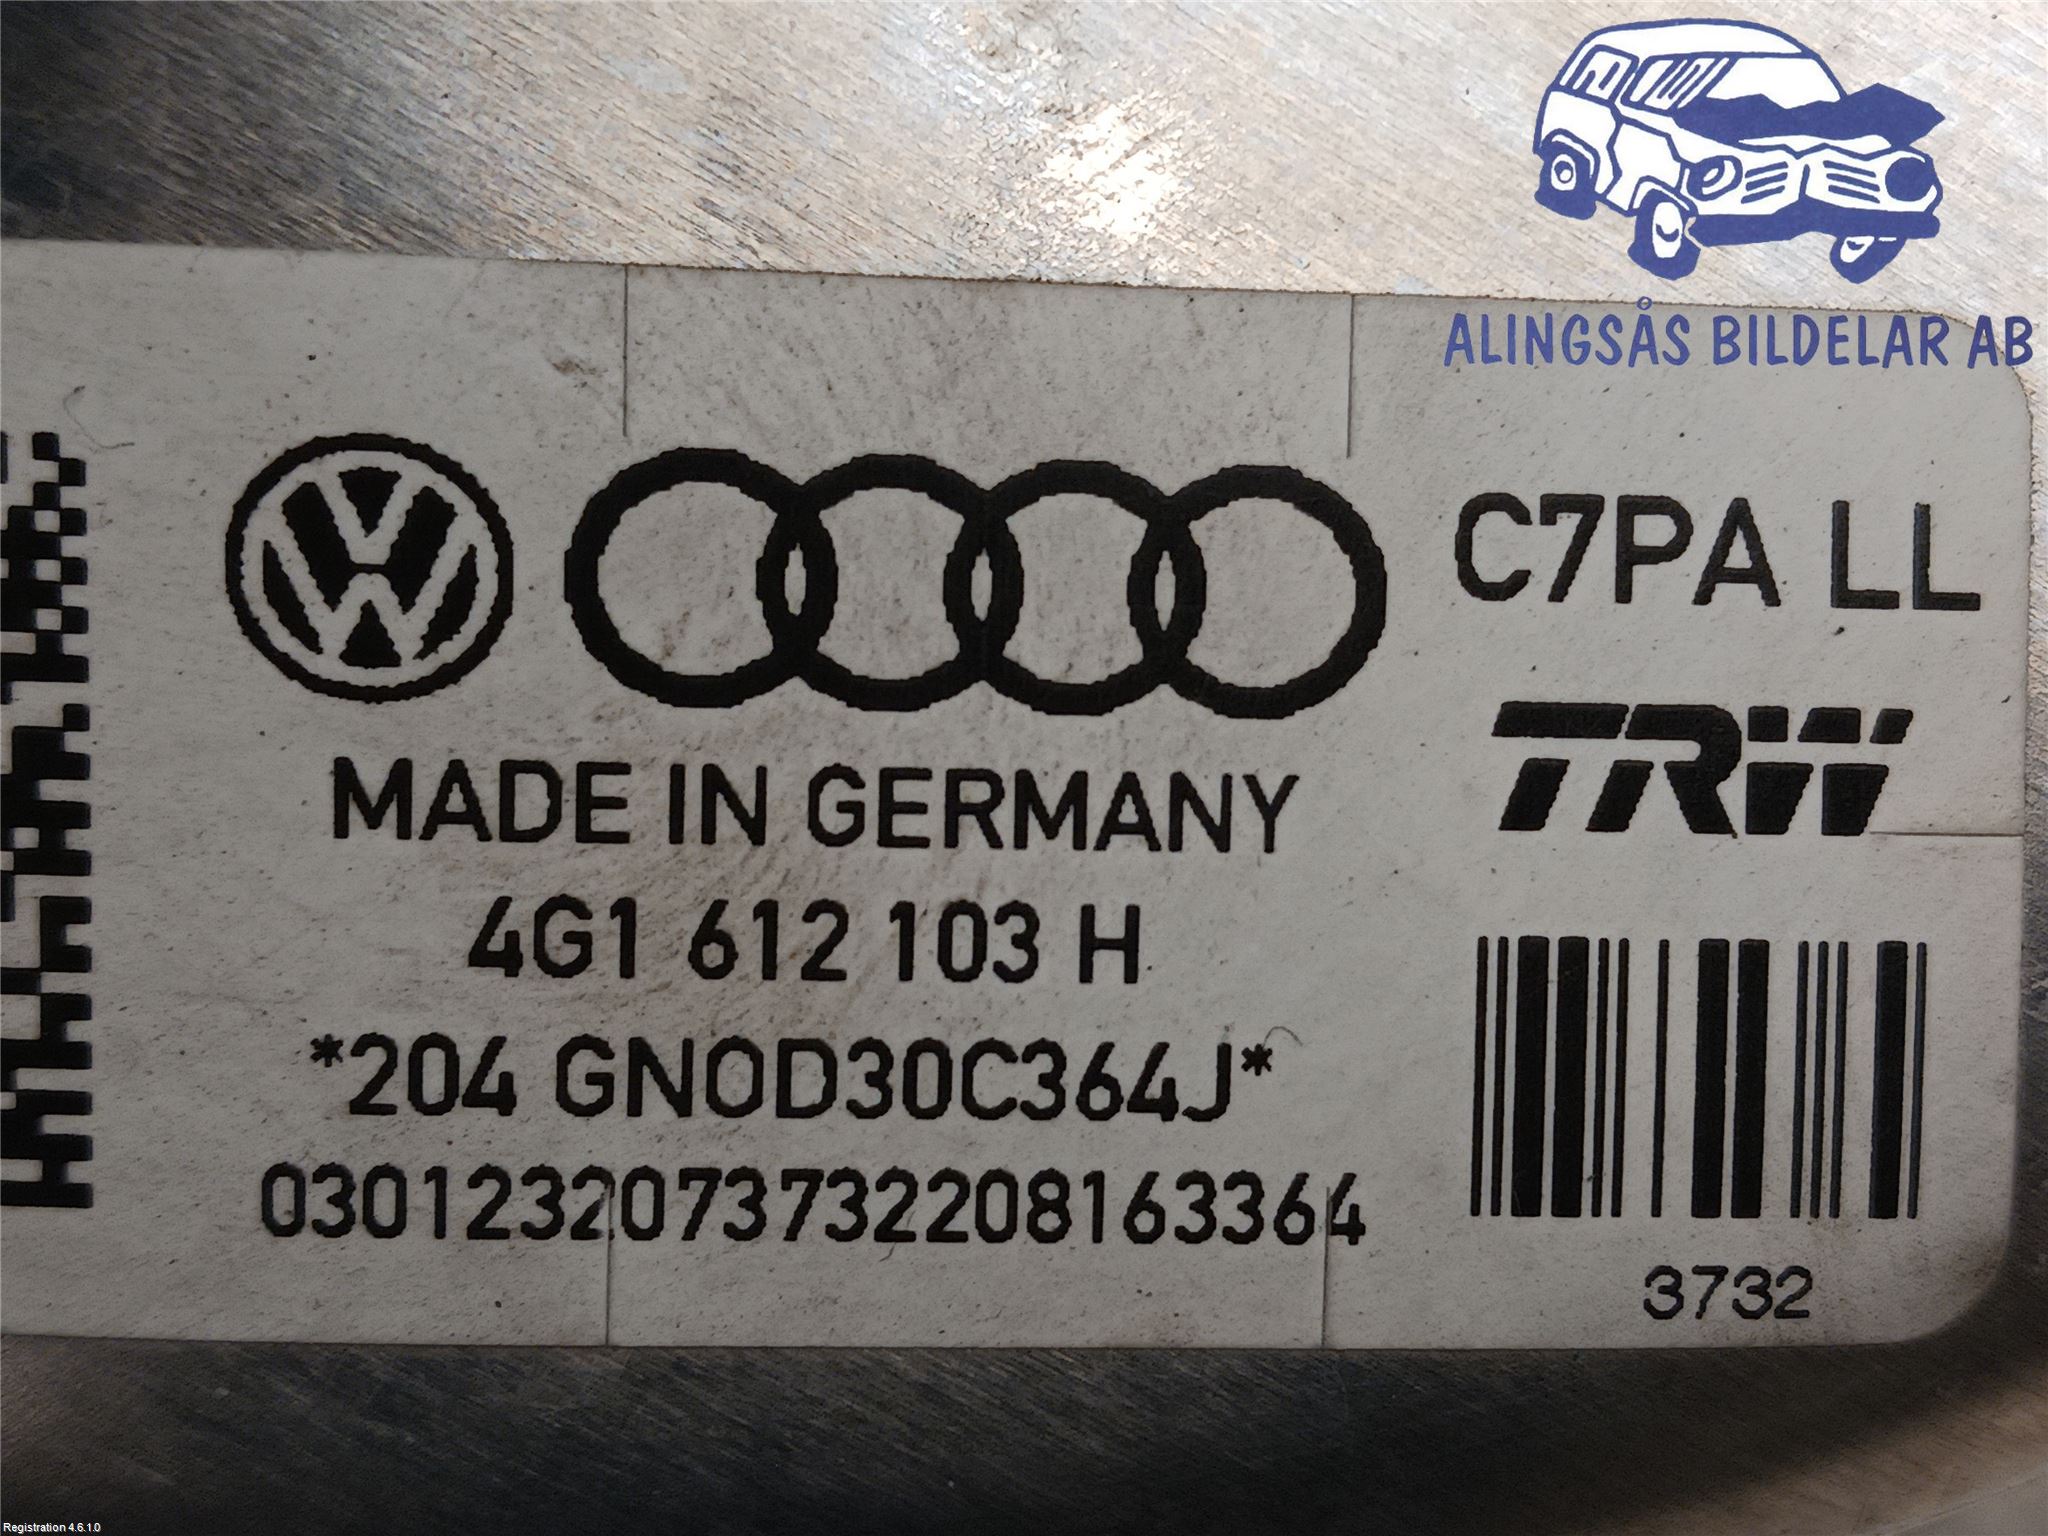 ALINGSÅS BILDELAR AB
C7PA LL
TRW
MADE IN GERMANY
4G1 612 103 H
*204 GNOD30C364J*
03012320737322208163364
3732
Registration 4.6.1.0